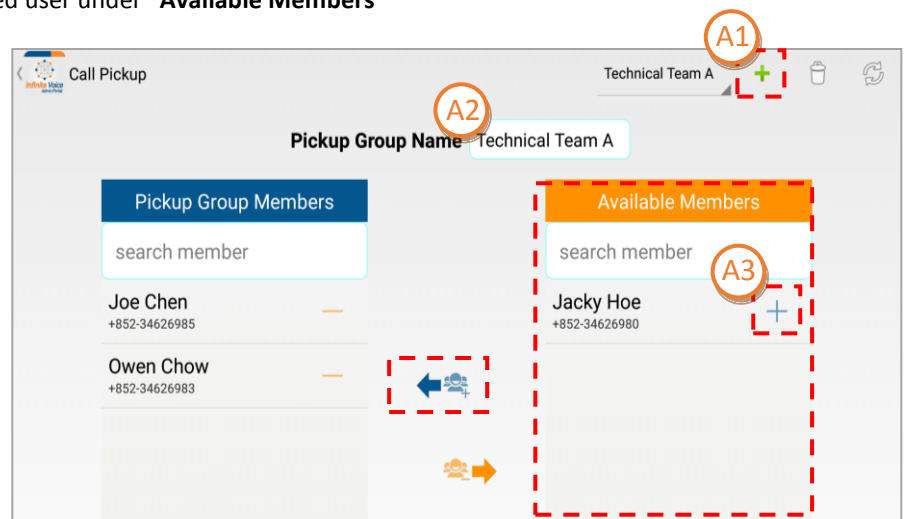 ed user under "Available Members"
A1
Infinite Voice
Call Pickup
Technical Team A
A2
Pickup Group Name Technical Team A
Pickup Group Members
Available Members
search member
search member
A3
Joe Chen
+852-34626985
Jacky Hoe
+852-34626980
Owen Chow
+852-34626983